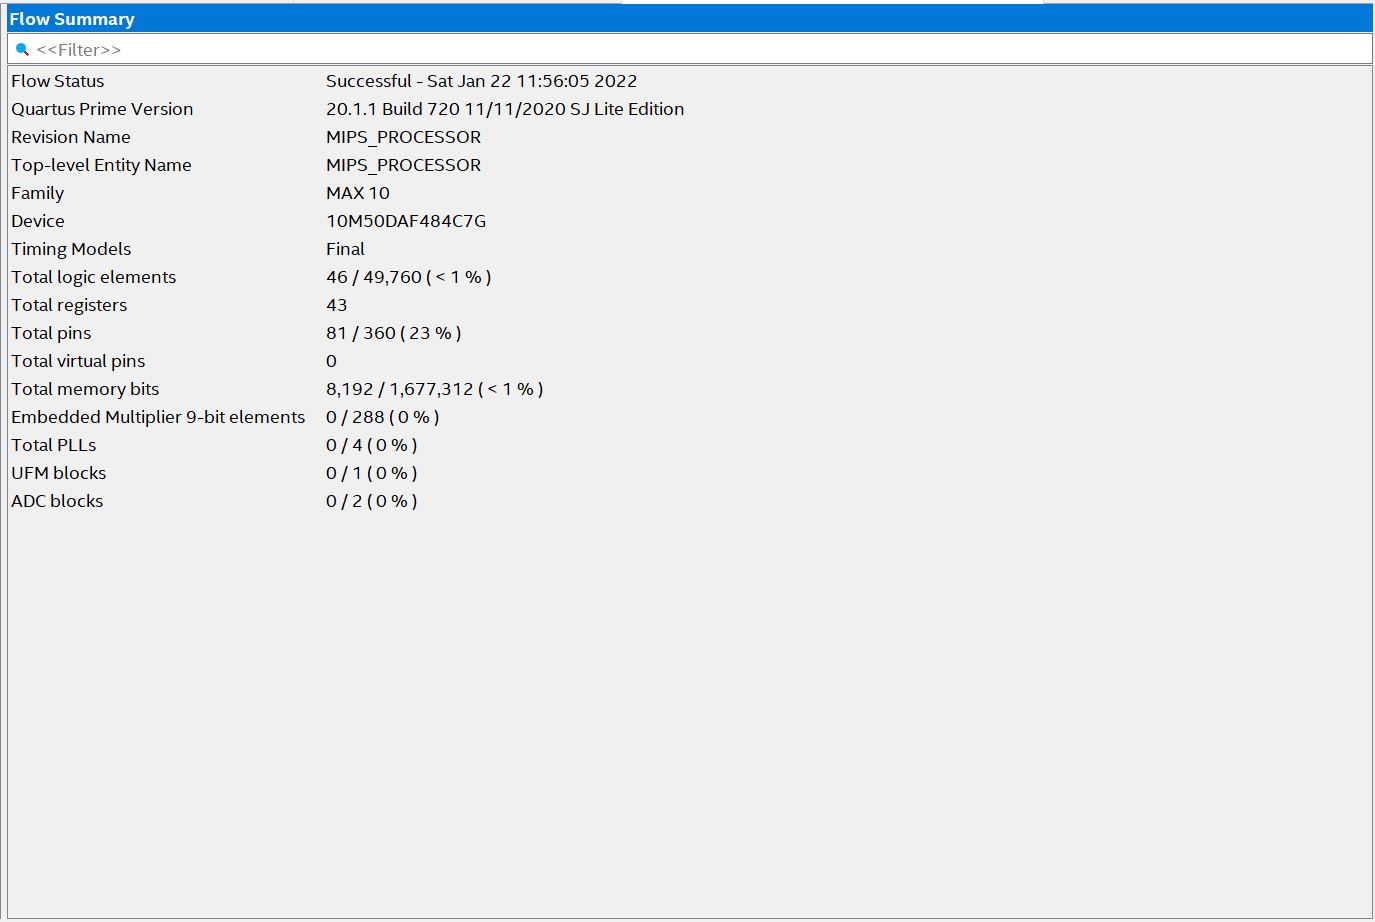 Flow Summary
<<Filter>>
Flow Status Successful - Sat Jan 22 11:56:05 2022
Quartus Prime Version 20.1.1 Build 720 11/11/2020 SJ Lite Edition
Revision Name MIPS_PROCESSOR
Top-level Entity Name MIPS_PROCESSOR
Family MAX 10
Device 10M50DAF484C7G
Timing Models Final
Total logic elements 46 / 49,760 ( < 1 % )
Total registers 43
Total pins 81 / 360 ( 23 % )
Total virtual pins 0
Total memory bits 8,192 / 1,677,312 ( < 1 % )
Embedded Multiplier 9-bit elements 0 / 288 ( 0 % )
Total PLLs 0 / 4 ( 0 % )
UFM blocks 0 / 1 ( 0 % )
ADC blocks 0 / 2 ( 0 % )